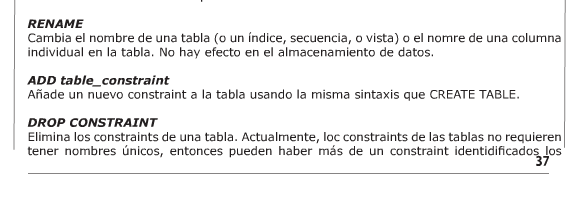 RENAME
Cambia el nombre de una tabla (o un índice, secuencia, o vista) o el nomre de una columna
individual en la tabla. No hay efecto en el almacenamiento de datos.
ADD table_constraint
Añade un nuevo constraint a la tabla usando la misma sintaxis que CREATE TABLE.
DROP CONSTRAINT
Elimina los constraints de una tabla. Actualmente, loc constraints de las tablas no requieren
tener nombres únicos, entonces pueden haber más de un constraint identidificados los
37